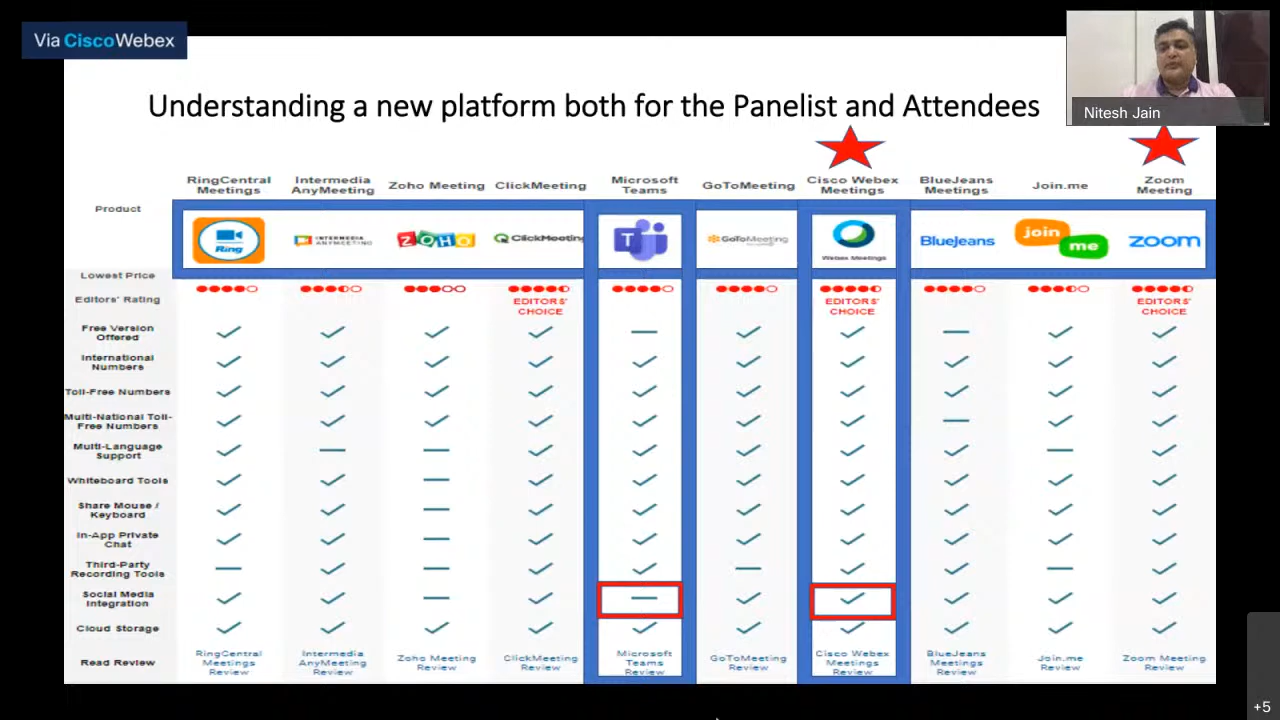 Via CiscoWebex
Nitesh Jain
Understanding a new platform both for the Panelist and Attendees
RingCentral
Meetings
Intermedia
AnyMeeting
Zoho Meeting
ClickMeeting
Microsoft
Teams
GoToMeeting
Cisco Webex
Meetings
BlueJeans
Meetings
Join.me
Zoom
Meeting
Product
Ring
INTERMEDIA
ANYMEETING
ZOHO
ClickMeeting
T
GoToMeeting
Webex Meetings
BlueJeans
join
me
zoom
Lowest Price
Editors' Rating
EDITORS'
CHOICE
EDITORS'
CHOICE
EDITORS'
CHOICE
Free Version
Offered
International
Numbers
Toll-Free Numbers
Multi-National Toll-
Free Numbers
Multi-Language
Support
Whiteboard Tools
Share Mouse /
Keyboard
In-App Private
Chat
Third-Party
Recording Tools
Social Media
Integration
Cloud Storage
Read Review
RingCentral
Meetings
Review
Intermedia
AnyMeeting
Review
Zoho Meeting
Review
ClickMeeting
Review
Microsoft
Teams
Review
GoToMeeting
Review
Cisco Webex
Meetings
Review
BlueJeans
Meetings
Review
Join.me
Review
Zoom Meeting
Review
+5